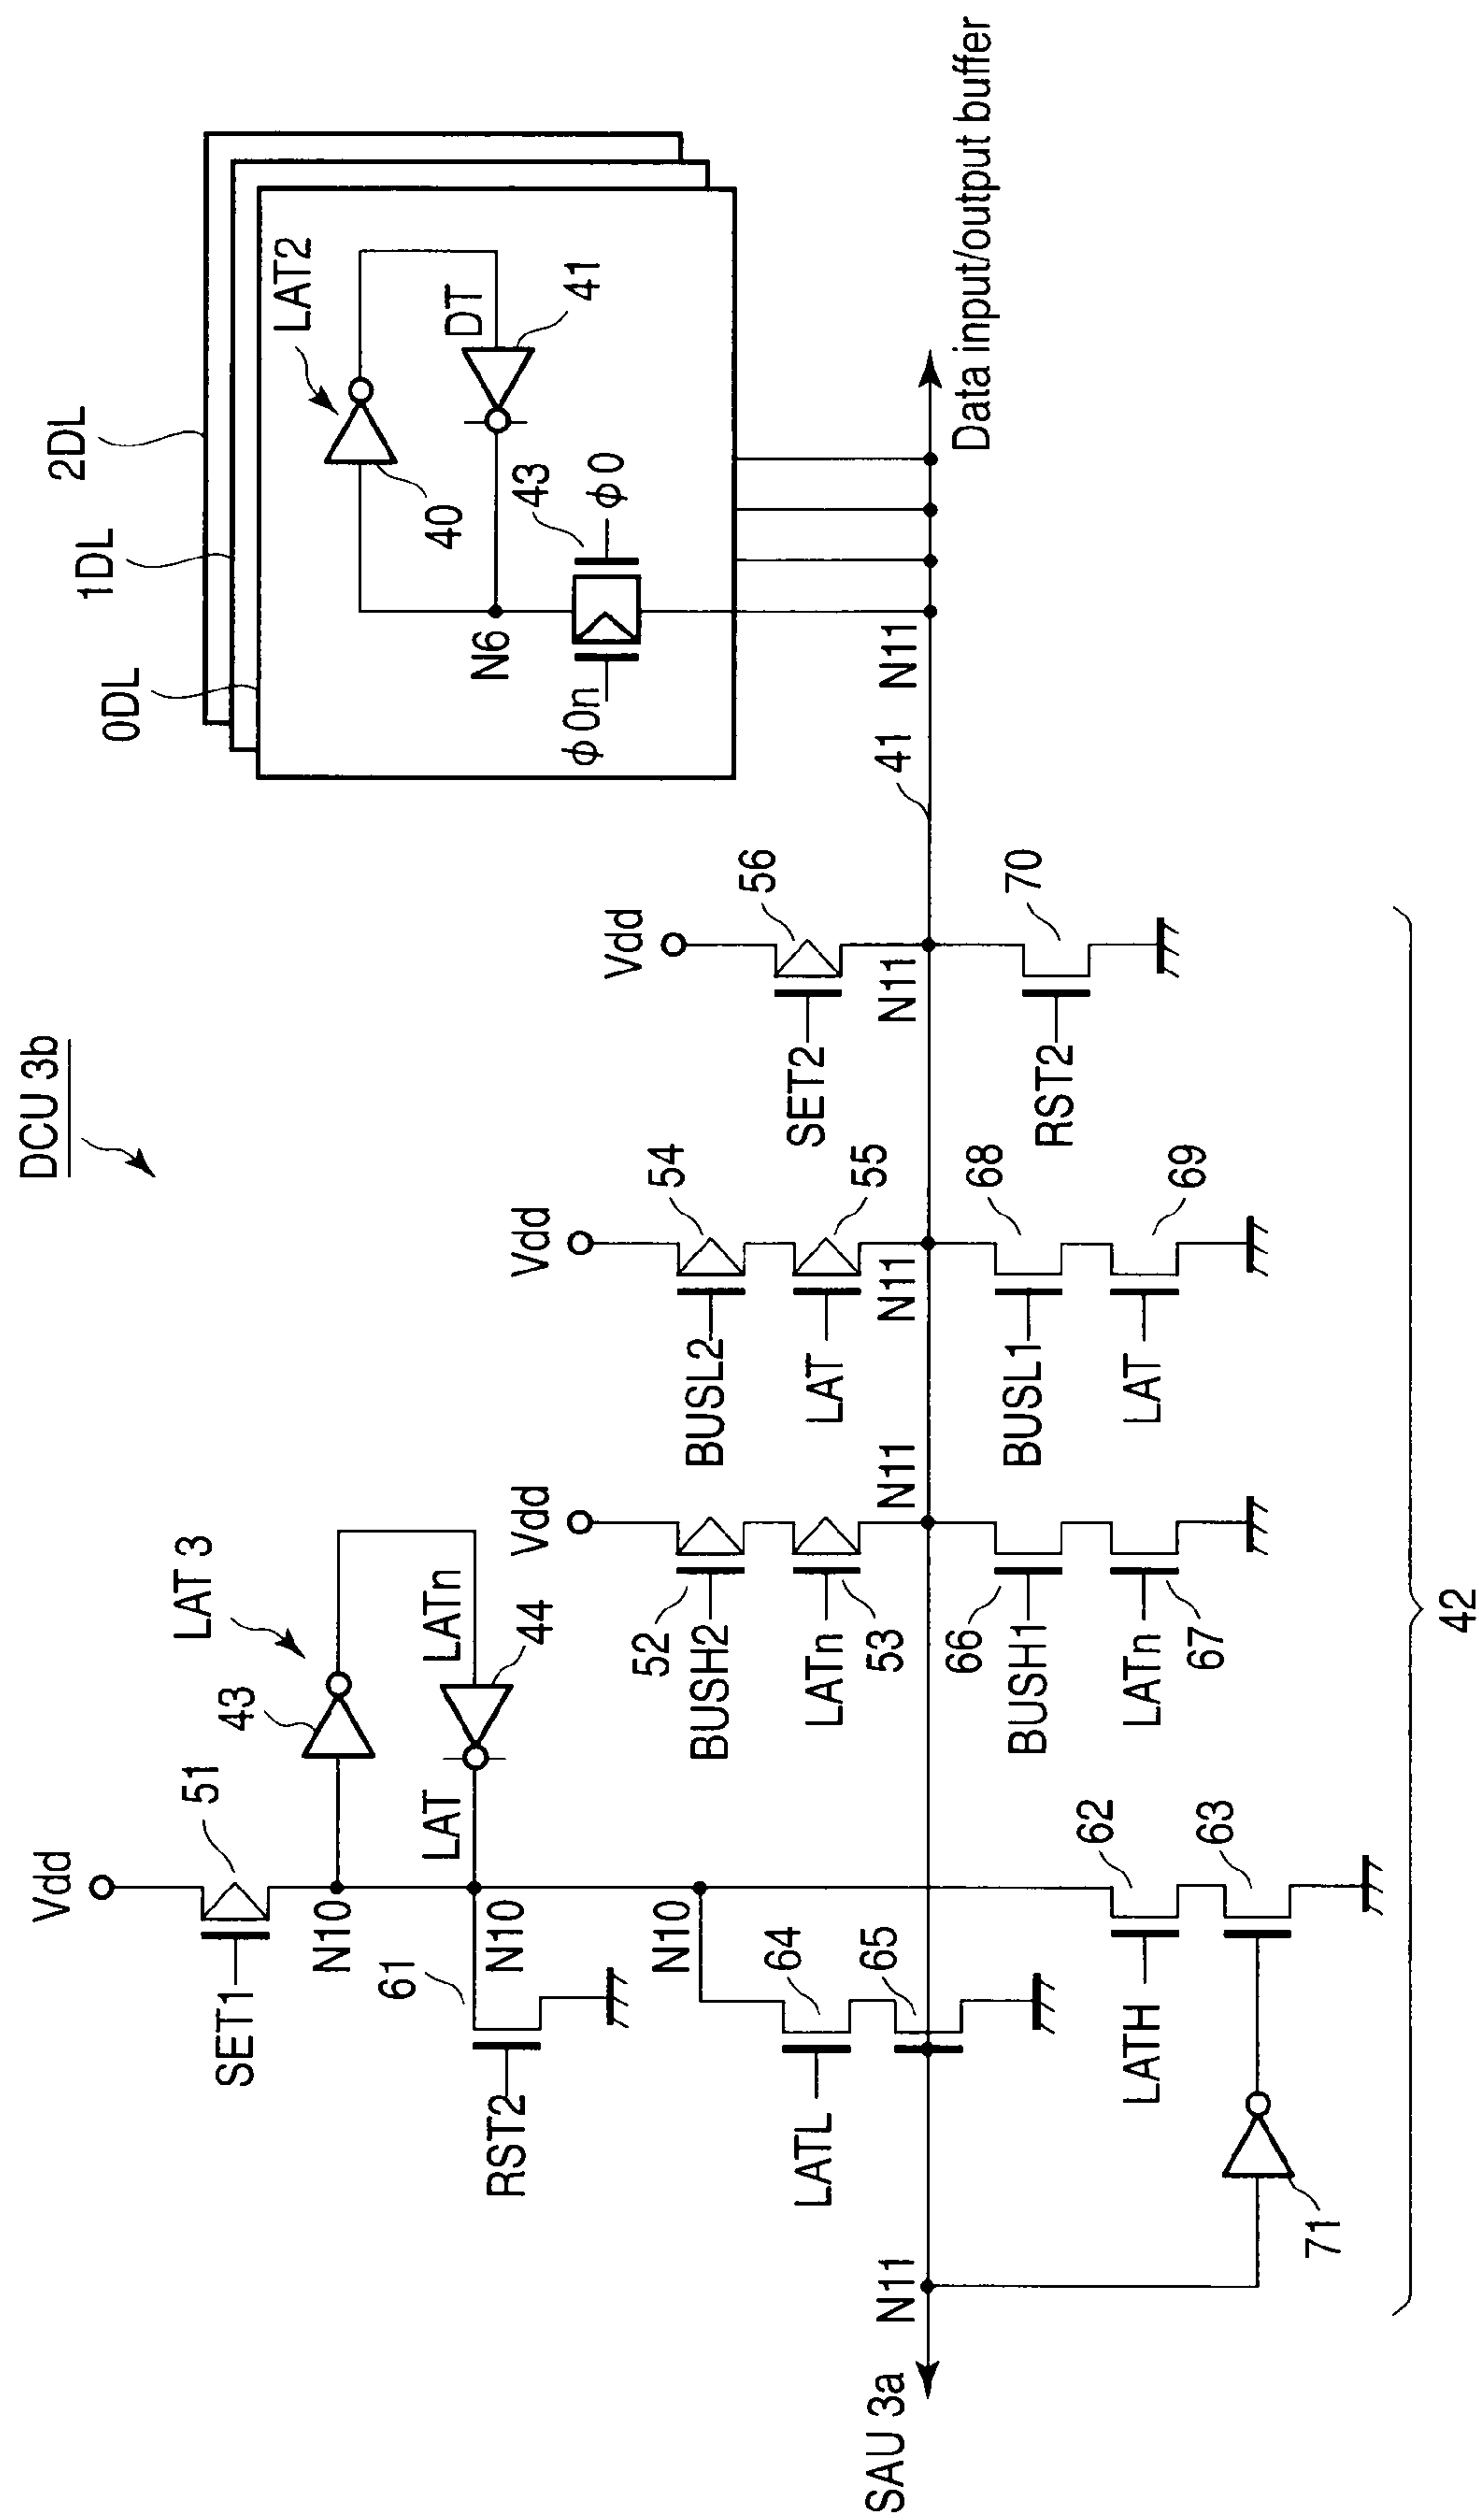 DCU 3b
0DL
1DL
2DL
LAT2
40
DT
41
43
N6
φ0n
φ0
Vdd
51
SET1
N10
43
LAT 3
LATn
44
LAT
N10
61
RST2
N10
64
LATL
65
Vdd
52
BUSH2
LATn
53
N11
66
BUSH1
LATn
67
Vdd
54
BUSL2
55
LAT
N11
68
BUSL1
69
LAT
Vdd
56
SET2
N11
70
RST2
41
N11
Data input/output buffer
SAU 3a
N11
71
62
LATH
63
42